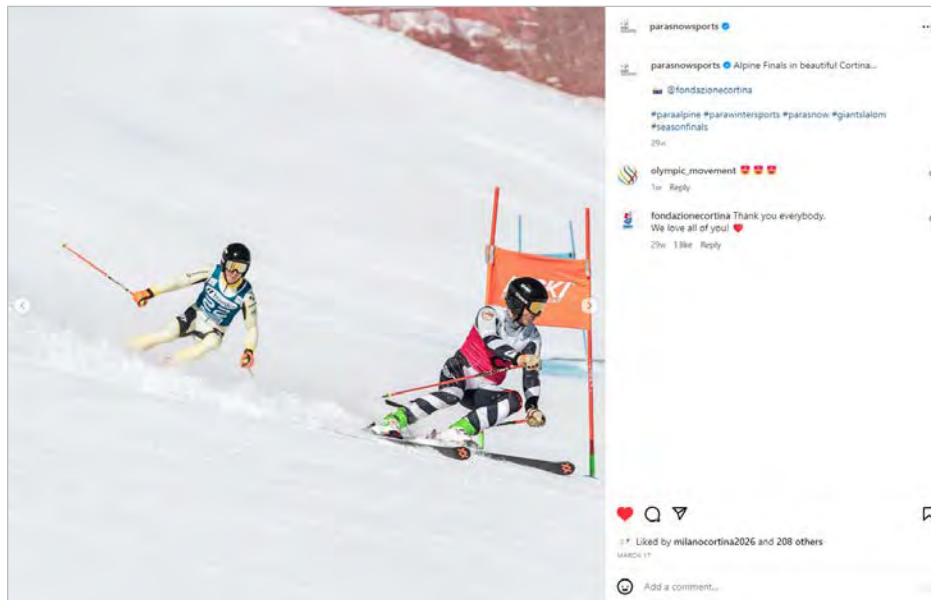 parasnowsports
parasnowsports Alpine Finals in beautiful Cortina...
@fondazionecortina
#paraalpine #parawintersports #parasnow #giantslalom
#seasonfinals
29w
olympic_movement 😍😍😍
1w Reply
fondazionecortina Thank you everybody.
We love all of you! ❤️
29w 1 like Reply
22
Liked by milanocortina2026 and 208 others
MARCH 17
Add a comment...